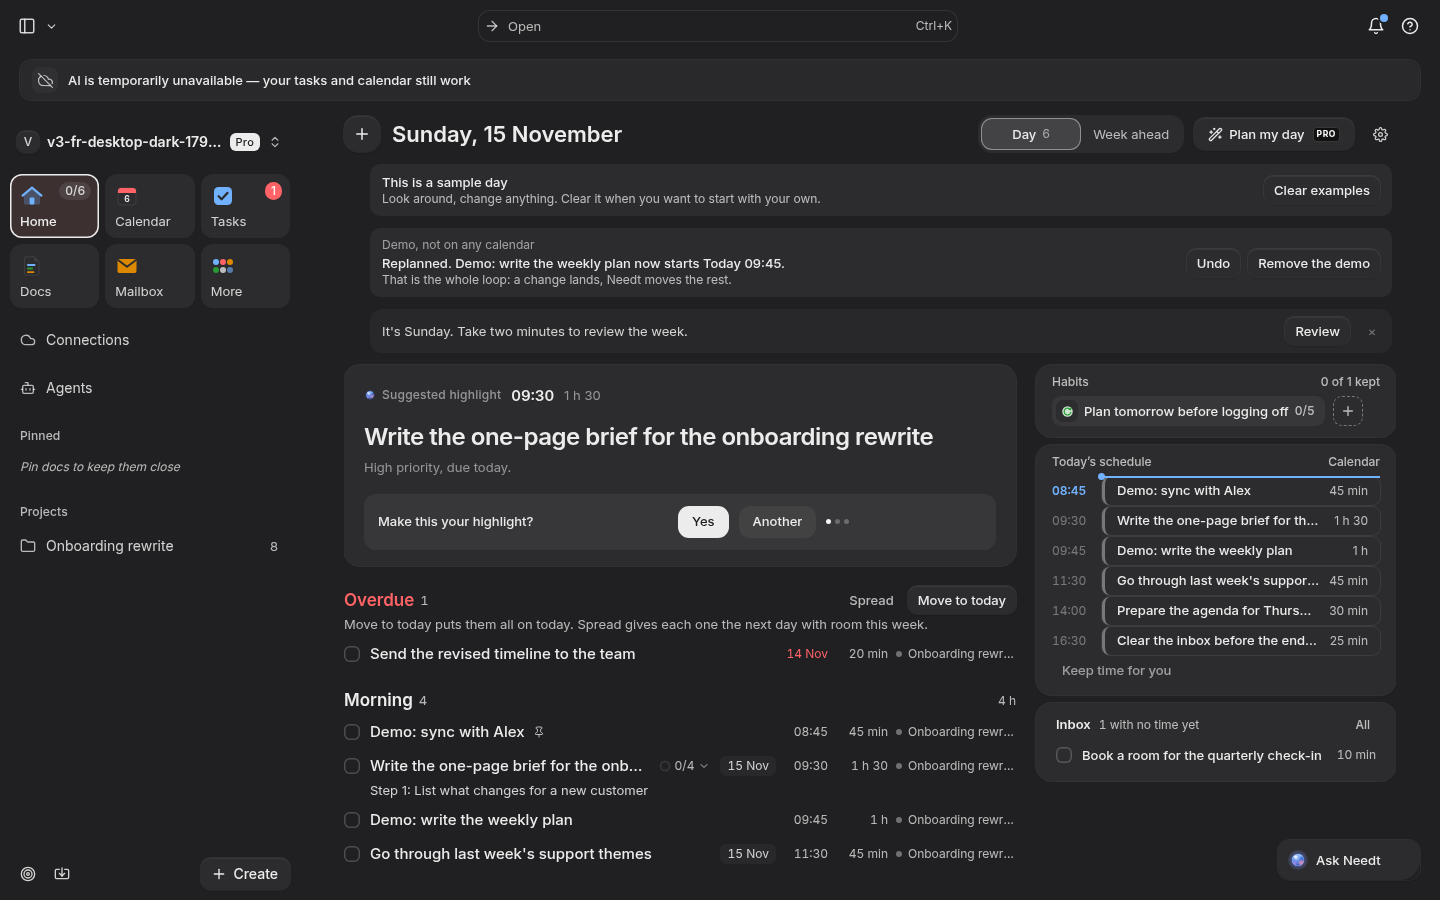 Open
Ctrl+K
AI is temporarily unavailable — your tasks and calendar still work
V
v3-fr-desktop-dark-179...
Pro
Home
0/6
6
Calendar
Tasks
1
Docs
Mailbox
More
Connections
Agents
Pinned
Pin docs to keep them close
Projects
Onboarding rewrite
8
Create
Sunday, 15 November
Day 6
Week ahead
Plan my day PRO
This is a sample day
Look around, change anything. Clear it when you want to start with your own.
Clear examples
Demo, not on any calendar
Replanned. Demo: write the weekly plan now starts Today 09:45.
That is the whole loop: a change lands, Needt moves the rest.
Undo
Remove the demo
It's Sunday. Take two minutes to review the week.
Review
×
Suggested highlight 09:30 1 h 30
Write the one-page brief for the onboarding rewrite
High priority, due today.
Make this your highlight?
Yes
Another
Overdue 1
Spread
Move to today
Move to today puts them all on today. Spread gives each one the next day with room this week.
Send the revised timeline to the team 14 Nov 20 min Onboarding rewr...
Morning 4 4 h
Demo: sync with Alex 08:45 45 min Onboarding rewr...
Write the one-page brief for the onb... 0/4 15 Nov 09:30 1 h 30 Onboarding rewr...
Step 1: List what changes for a new customer
Demo: write the weekly plan 09:45 1 h Onboarding rewr...
Go through last week's support themes 15 Nov 11:30 45 min Onboarding rewr...
Habits 0 of 1 kept
Plan tomorrow before logging off 0/5
Today's schedule Calendar
08:45 Demo: sync with Alex 45 min
09:30 Write the one-page brief for th... 1 h 30
09:45 Demo: write the weekly plan 1 h
11:30 Go through last week's suppor... 45 min
14:00 Prepare the agenda for Thurs... 30 min
16:30 Clear the inbox before the end... 25 min
Keep time for you
Inbox 1 with no time yet All
Book a room for the quarterly check-in 10 min
Ask Needt